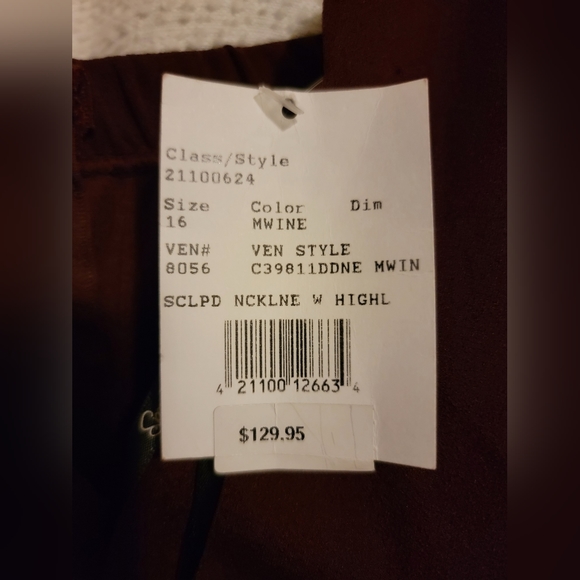 Class/Style
21100624
Size Color Dim
16 MWINE
VEN# VEN STYLE
8056 C39811DDNE MWIN
SCLPD NCKLNE W HIGHL
4 21100 12663 4
$129.95